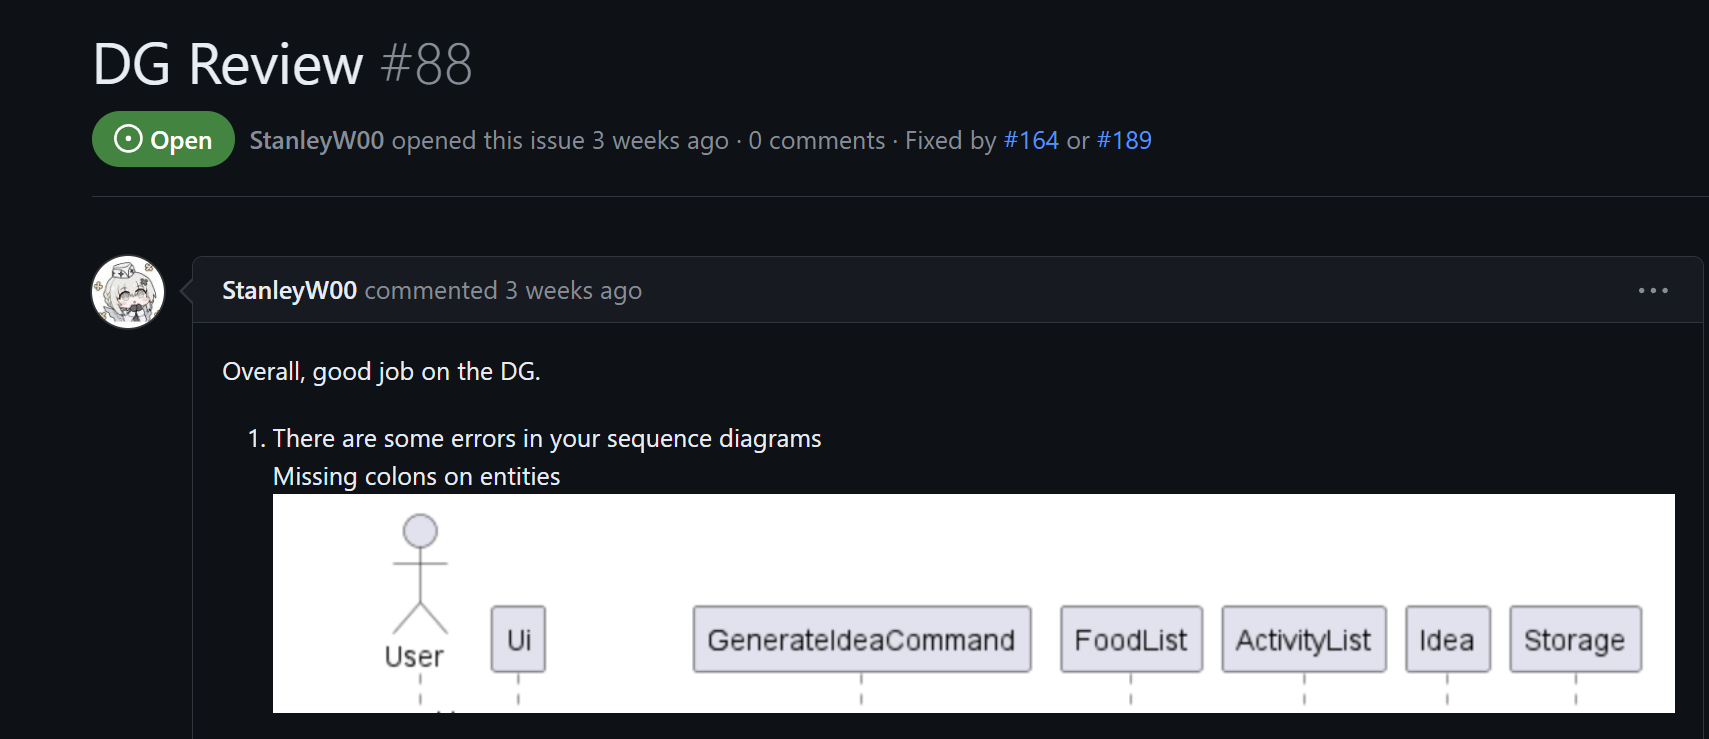 DG Review #88
Open StanleyW00 opened this issue 3 weeks ago · 0 comments · Fixed by #164 or #189
StanleyW00 commented 3 weeks ago
Overall, good job on the DG.
1. There are some errors in your sequence diagrams
Missing colons on entities
User Ui GenerateIdeaCommand FoodList ActivityList Idea Storage